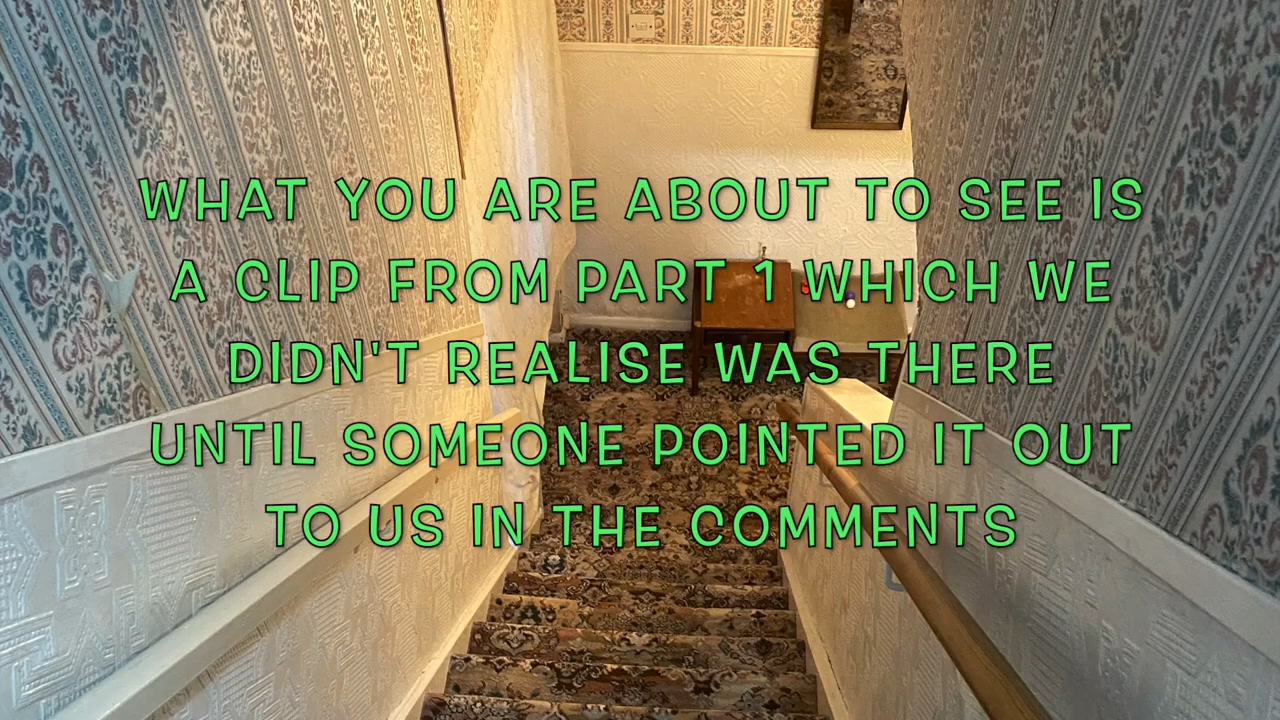 WHAT YOU ARE ABOUT TO SEE IS
A CLIP FROM PART 1 WHICH WE
DIDN'T REALISE WAS THERE
UNTIL SOMEONE POINTED IT OUT
TO US IN THE COMMENTS